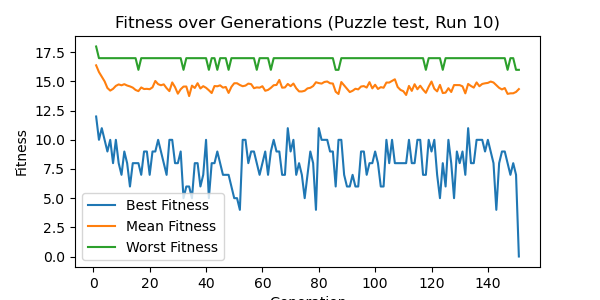 Fitness over Generations (Puzzle test, Run 10)
17.5
15.0
12.5
10.0
7.5
5.0
2.5
0.0
Fitness
Best Fitness
Mean Fitness
Worst Fitness
0 20 40 60 80 100 120 140
Generation